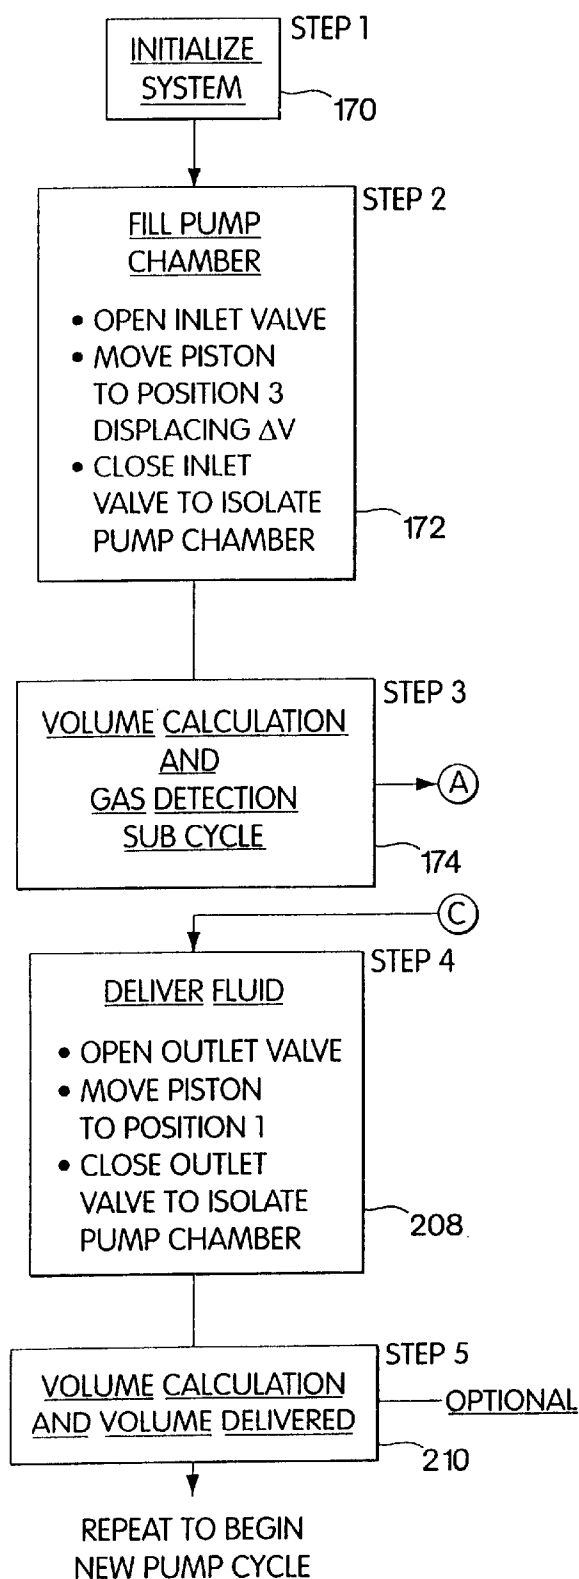 STEP 1
INITIALIZE
SYSTEM
170
STEP 2
FILL PUMP
CHAMBER
• OPEN INLET VALVE
• MOVE PISTON
TO POSITION 3
DISPLACING ΔV
• CLOSE INLET
VALVE TO ISOLATE
PUMP CHAMBER
172
STEP 3
VOLUME CALCULATION
AND
GAS DETECTION
SUB CYCLE
A
174
C
STEP 4
DELIVER FLUID
• OPEN OUTLET VALVE
• MOVE PISTON
TO POSITION 1
• CLOSE OUTLET
VALVE TO ISOLATE
PUMP CHAMBER
208
STEP 5
VOLUME CALCULATION
AND VOLUME DELIVERED
OPTIONAL
210
REPEAT TO BEGIN
NEW PUMP CYCLE